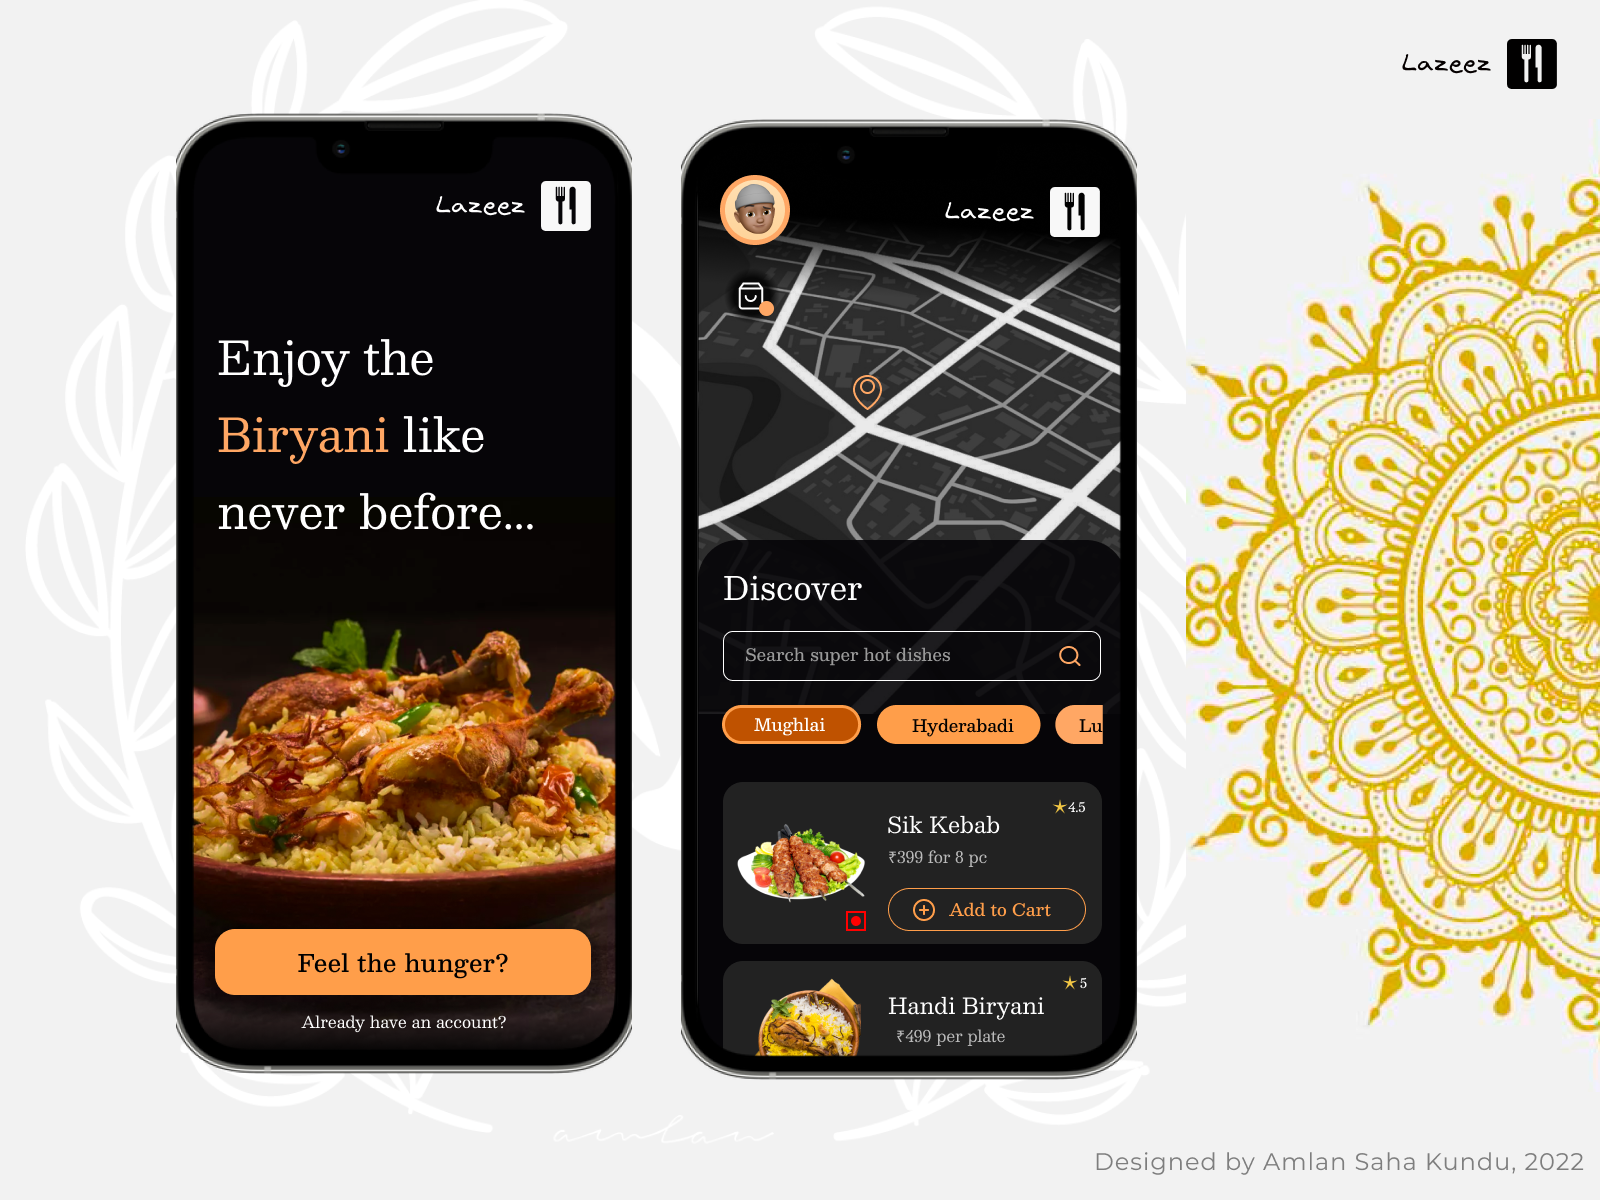 Lazeez
Lazeez
Enjoy the
Biryani like
never before...
Feel the hunger?
Already have an account?
Lazeez
Discover
Search super hot dishes
Mughlai
Hyderabadi
Lu
Sik Kebab
4.5
₹399 for 8 pc
Add to Cart
Handi Biryani
5
₹499 per plate
amlan
Designed by Amlan Saha Kundu, 2022